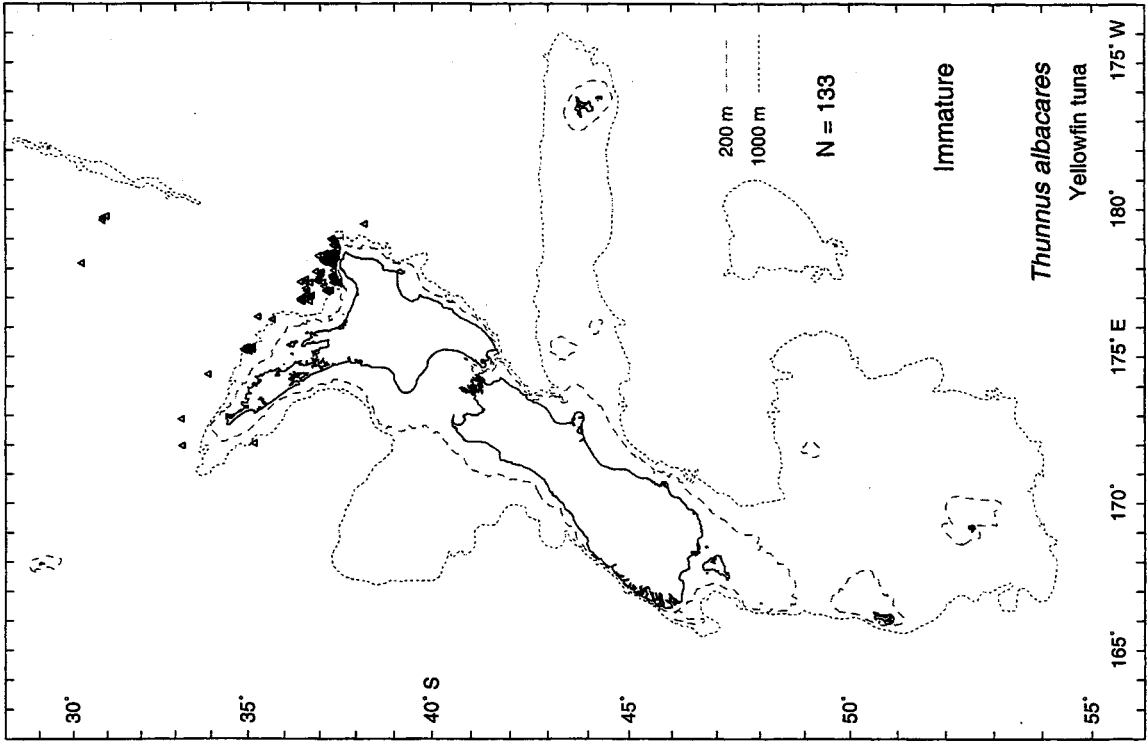 30°
35°
40° S
45°
50°
55°
165°
170°
175° E
180°
175° W
200 m
1000 m
N = 133
Immature
Thunnus albacares
Yellowfin tuna